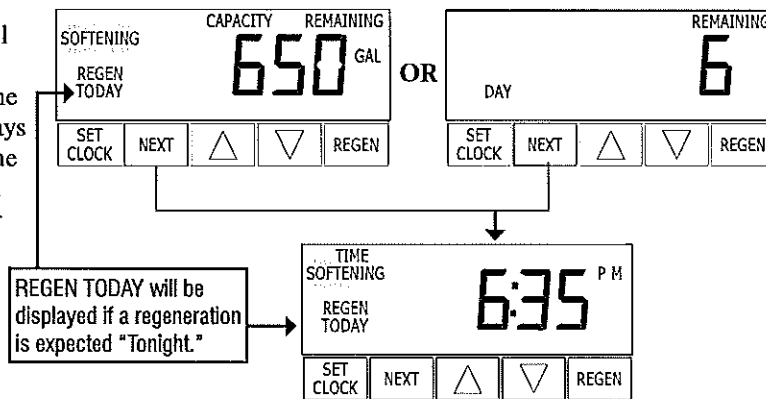 CAPACITY REMAINING
SOFTENING
650 GAL
REGEN
TODAY
SET
CLOCK
NEXT
REGEN
OR
REMAINING
DAY
6
SET
CLOCK
NEXT
REGEN
TIME
SOFTENING
6:35 PM
REGEN
TODAY
SET
CLOCK
NEXT
REGEN
REGEN TODAY will be
displayed if a regeneration
is expected "Tonight."